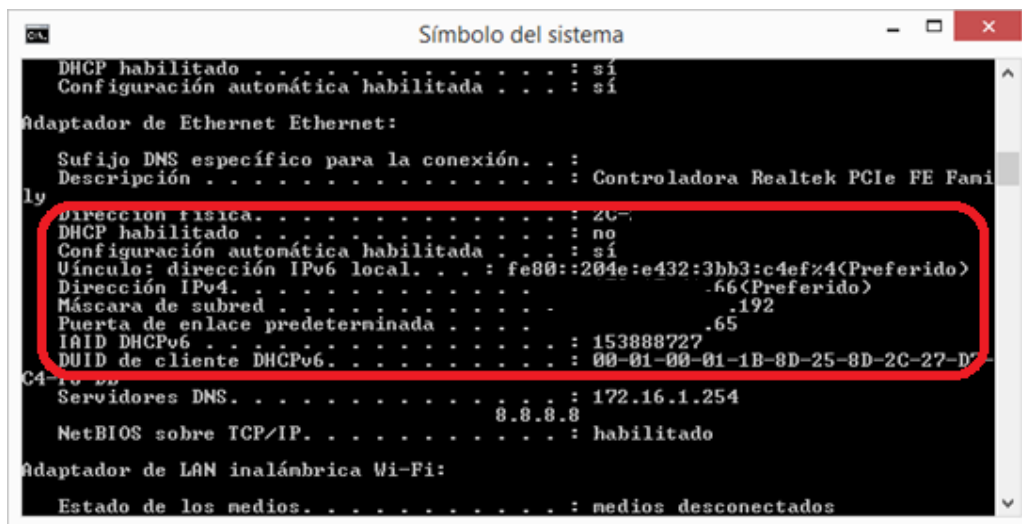 Símbolo del sistema
DHCP habilitado . . . . . . . . . . . . . : sí
Configuración automática habilitada . . . : sí
Adaptador de Ethernet Ethernet:
Sufijo DNS específico para la conexión. . :
Descripción . . . . . . . . . . . . . . . : Controladora Realtek PCIe FE Fami
ly
Dirección física. . . . . . . . . . . . . : 2C-
DHCP habilitado . . . . . . . . . . . . . : no
Configuración automática habilitada . . . : sí
Vínculo: dirección IPv6 local. . . : fe80::204e:e432:3bb3:c4ef%4(Preferido)
Dirección IPv4. . . . . . . . . . . . . .66(Preferido)
Máscara de subred . . . . . . . . . . . . .192
Puerta de enlace predeterminada . . . . .65
IAID DHCPv6 . . . . . . . . . . . . . . . : 153888727
DUID de cliente DHCPv6. . . . . . . . . . : 00-01-00-01-1B-8D-25-8D-2C-27-D7-
C4-
Servidores DNS. . . . . . . . . . . . . . : 172.16.1.254
8.8.8.8
NetBIOS sobre TCP/IP. . . . . . . . . . . : habilitado
Adaptador de LAN inalámbrica Wi-Fi:
Estado de los medios. . . . . . . . . . . : medios desconectados